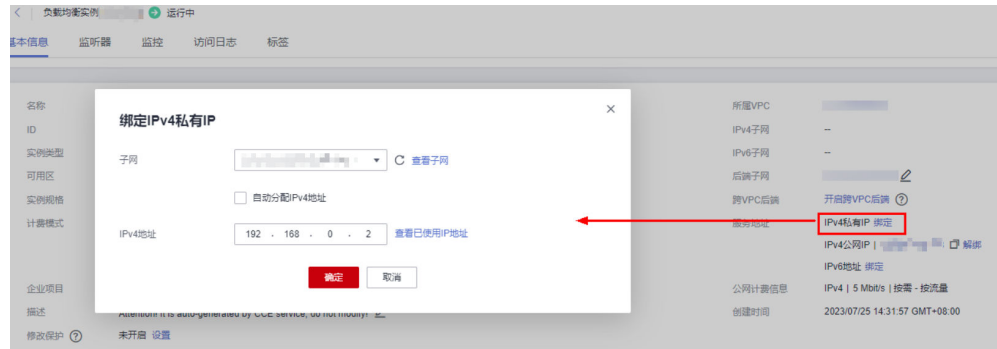 负载均衡实例 运行中
基本信息 监听器 监控 访问日志 标签
名称 所属VPC
绑定IPv4私有IP
ID IPv4子网 --
实例类型 子网 查看子网 IPv6子网 --
可用区 后端子网
实例规格 自动分配IPv4地址 跨VPC后端 开启跨VPC后端
计费模式 服务地址 IPv4私有IP 绑定
IPv4地址 192 . 168 . 0 . 2 查看已使用IP地址
IPv4公网IP | 解绑
IPv6地址 绑定
确定 取消
企业项目 公网计费信息 IPv4 | 5 Mbit/s | 按需 - 按流量
描述 Attention! It is auto-generated by CCE service, do not modify! 创建时间 2023/07/25 14:31:57 GMT+08:00
修改保护 未开启 设置